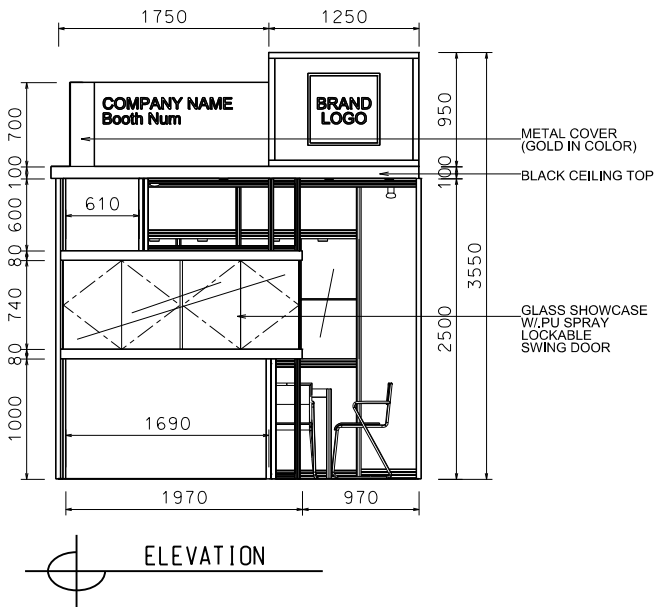 1750
1250
COMPANY NAME
Booth Num
BRAND
LOGO
700
950
METAL COVER
(GOLD IN COLOR)
100
100
BLACK CEILING TOP
600
610
80
3550
740
2500
GLASS SHOWCASE
W/.PU SPRAY
LOCKABLE
SWING DOOR
80
1000
1690
1970
970
ELEVATION